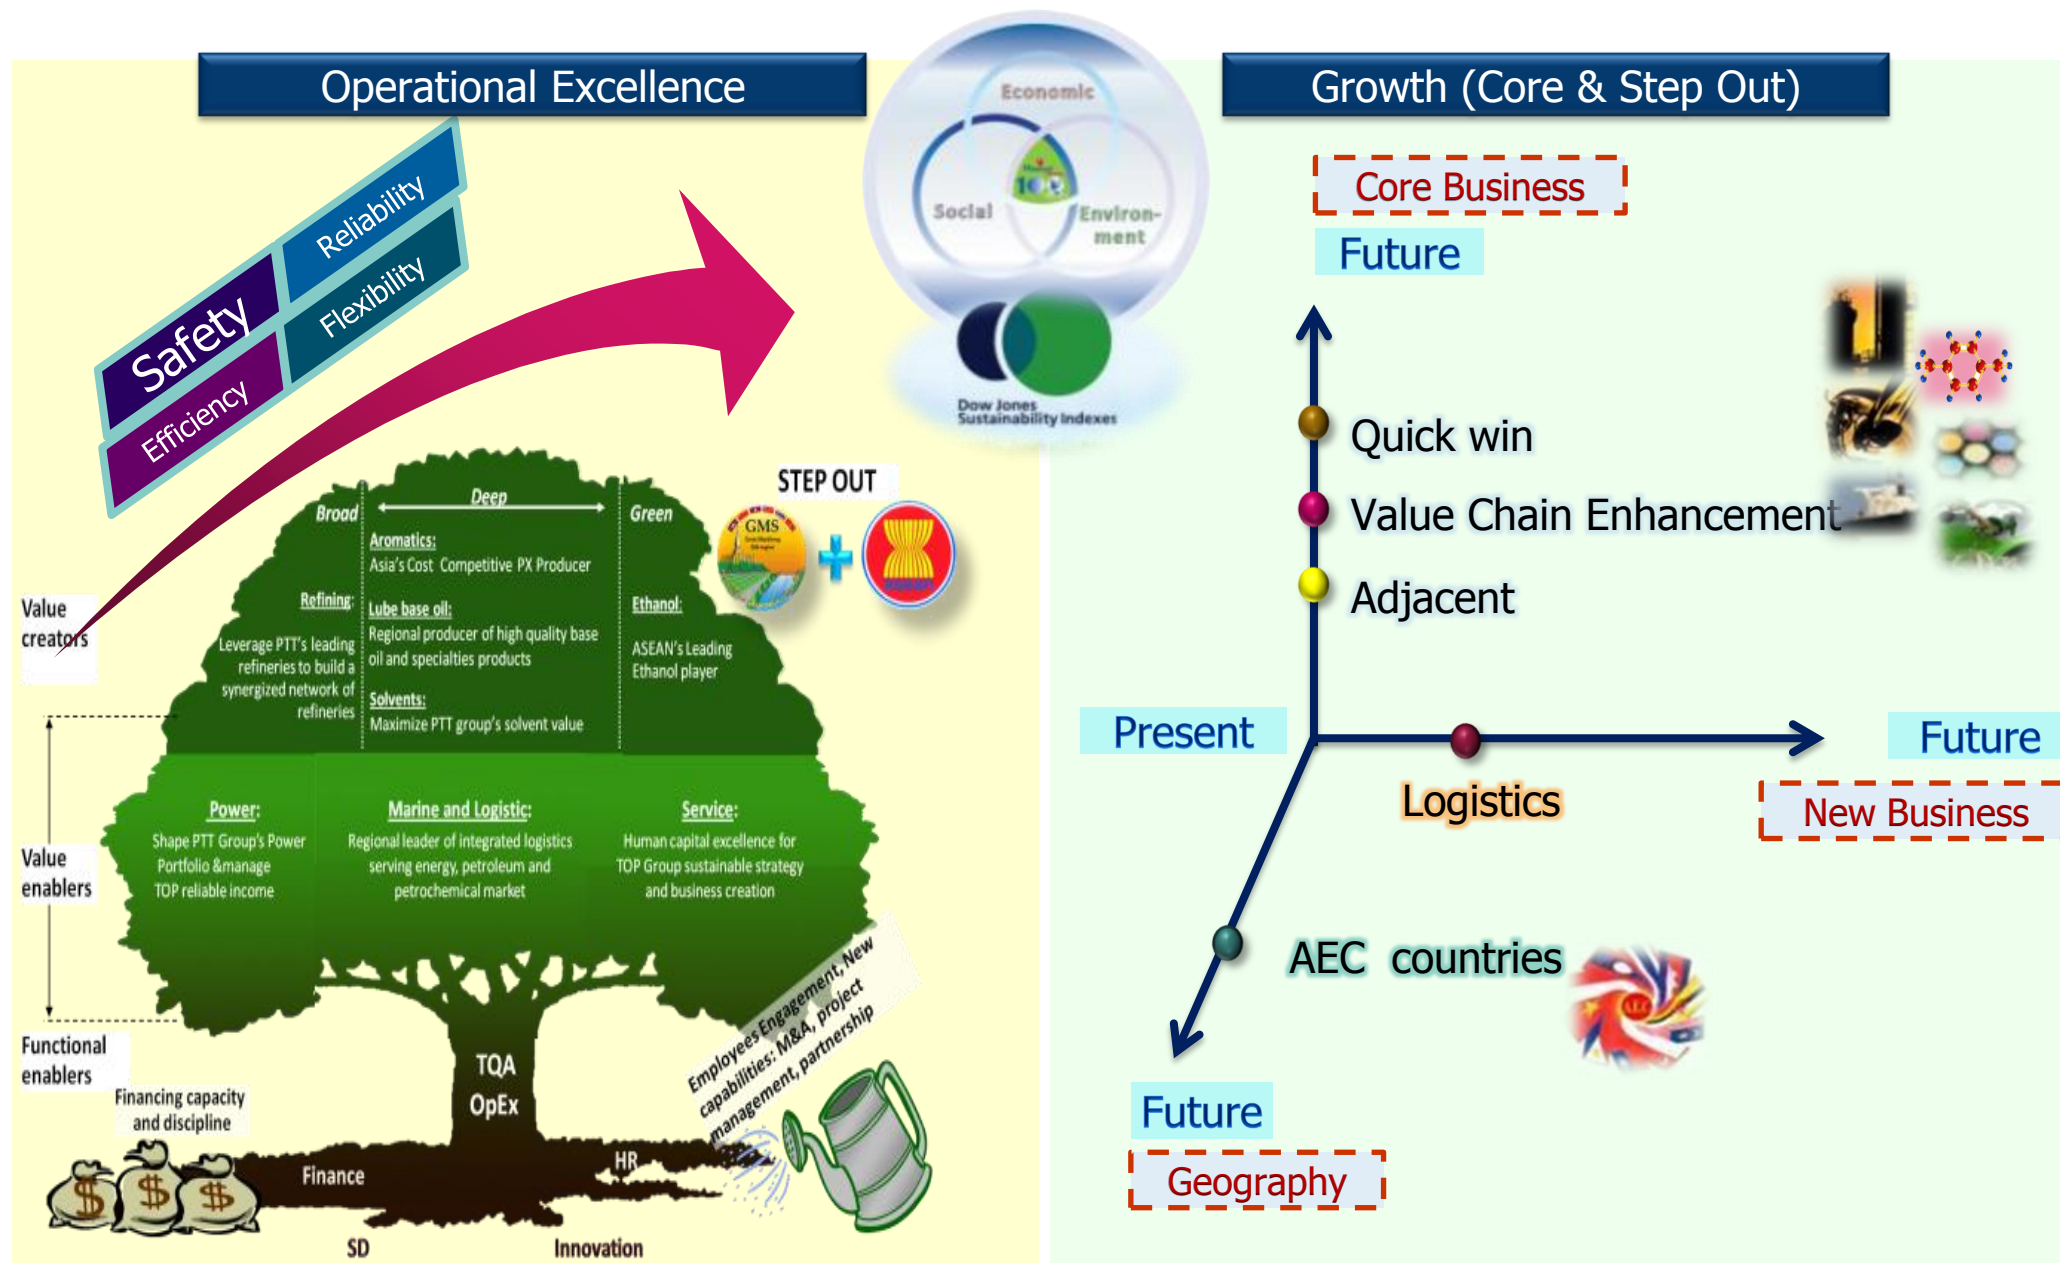 Operational Excellence
Reliability
Safety
Flexibility
Efficiency
Economic
Social
Environ-
ment
100
Dow Jones
Sustainability Indexes
STEP OUT
GMS
asean
Broad
Deep
Green
Aromatics:
Asia's Cost Competitive PX Producer
Refining:
Leverage PTT's leading
refineries to build a
synergized network of
refineries
Lube base oil:
Regional producer of high quality base
oil and specialties products
Solvents:
Maximize PTT group's solvent value
Ethanol:
ASEAN's Leading
Ethanol player
Value
creators
Power:
Shape PTT Group's Power
Portfolio &manage
TOP reliable income
Marine and Logistic:
Regional leader of integrated logistics
serving energy, petroleum and
petrochemical market
Service:
Human capital excellence for
TOP Group sustainable strategy
and business creation
Value
enablers
Functional
enablers
Financing capacity
and discipline
TQA
OpEx
Employees Engagement, New
capabilities: M&A, project
management, partnership
$ $ $
Finance
HR
SD
Innovation
Growth (Core & Step Out)
Core Business
Future
Quick win
Value Chain Enhancement
Adjacent
Present
Future
Logistics
New Business
AEC countries
AEC
Future
Geography